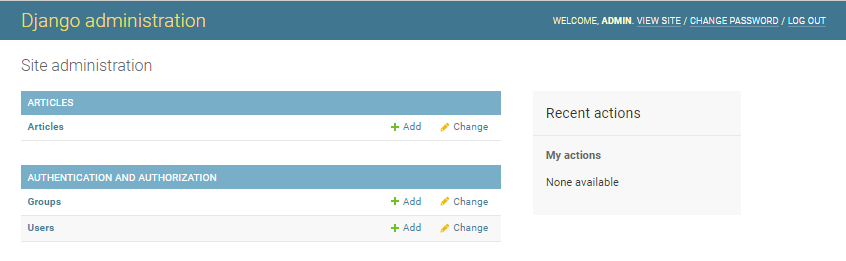 Django administration
WELCOME, ADMIN. VIEW SITE / CHANGE PASSWORD / LOG OUT
Site administration
ARTICLES
Articles Add Change
AUTHENTICATION AND AUTHORIZATION
Groups Add Change
Users Add Change
Recent actions
My actions
None available